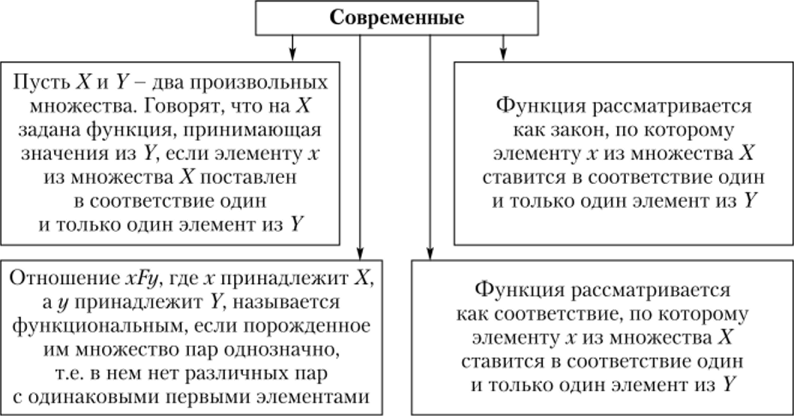 Современные
Пусть X и Y – два произвольных
множества. Говорят, что на X
задана функция, принимающая
значения из Y, если элементу x
из множества X поставлен
в соответствие один
и только один элемент из Y
Функция рассматривается
как закон, по которому
элементу x из множества X
ставится в соответствие один
и только один элемент из Y
Отношение xFy, где x принадлежит X,
а y принадлежит Y, называется
функциональным, если порожденное
им множество пар однозначно,
т.е. в нем нет различных пар
с одинаковыми первыми элементами
Функция рассматривается
как соответствие, по которому
элементу x из множества X
ставится в соответствие один
и только один элемент из Y